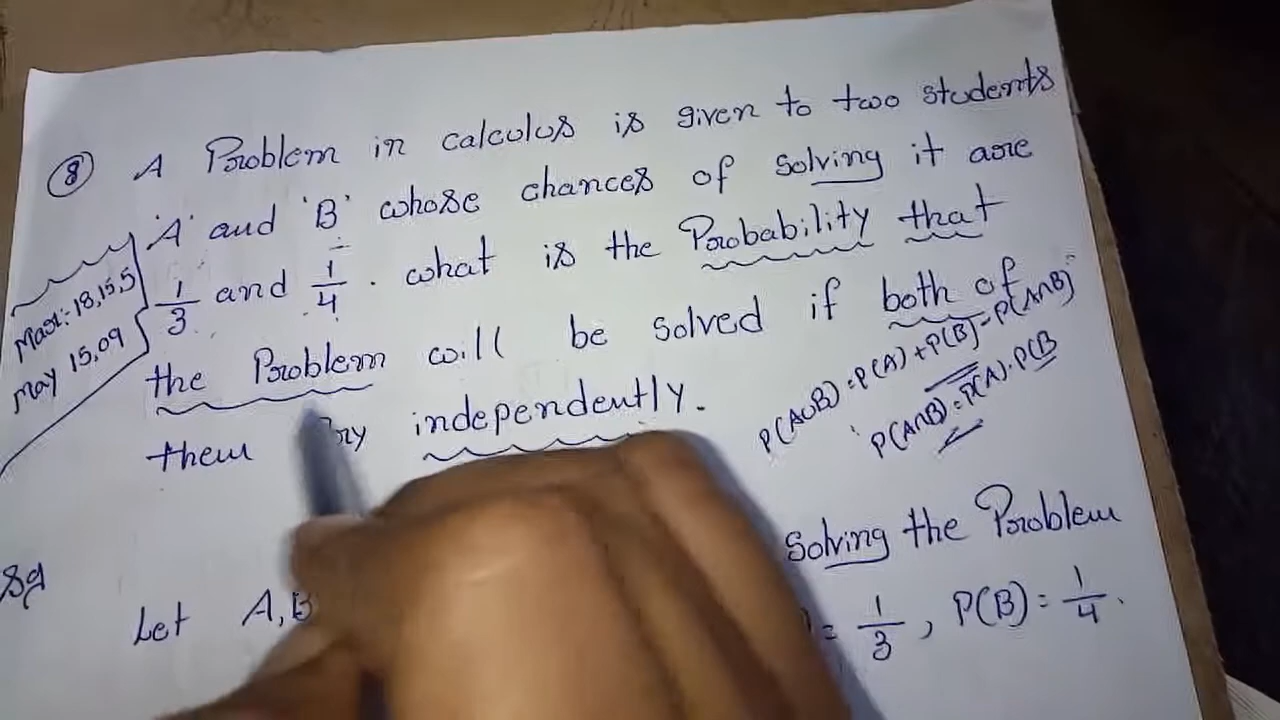 8 A Problem in calculus is given to two students
'A' and 'B' whose chances of solving it are
1/3 and 1/4. what is the Probability that
the Problem will be solved if both of
them independently.
Mar:- 18, 15, 5
May 15, 09
P(A∪B) = P(A) + P(B) - P(A∩B)
P(A∩B) = P(A). P(B
Let A, B solving the Problem
= 1/3, P(B) = 1/4.